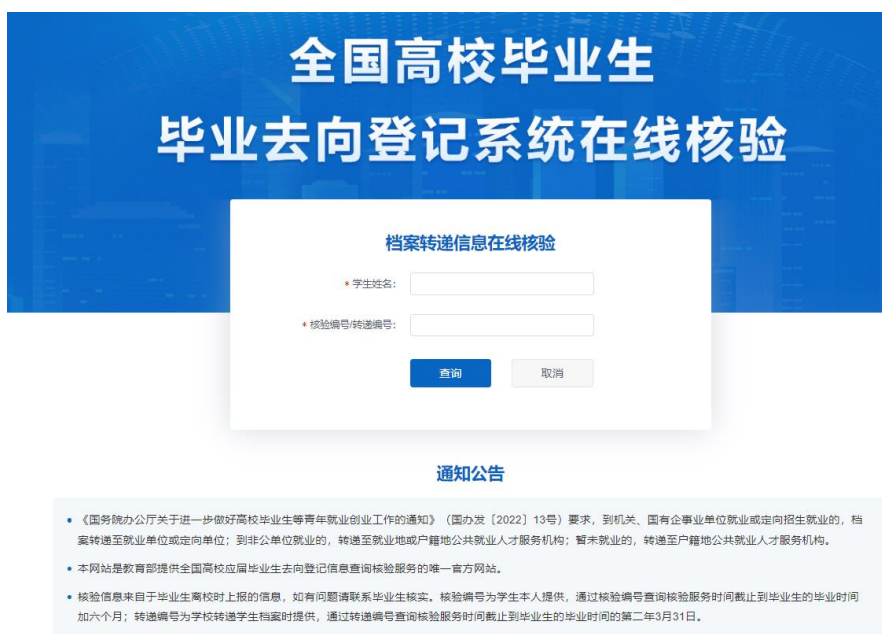 全国高校毕业生
毕业去向登记系统在线核验
档案转递信息在线核验
* 学生姓名:
* 核验编号/转递编号:
查询 取消
通知公告
• 《国务院办公厅关于进一步做好高校毕业生等青年就业创业工作的通知》（国办发〔2022〕13号）要求，到机关、国有企事业单位就业或定向招生就业的，档
案转递至就业单位或定向单位；到非公单位就业的，转递至就业地或户籍地公共就业人才服务机构；暂未就业的，转递至户籍地公共就业人才服务机构。
• 本网站是教育部提供全国高校应届毕业生去向登记信息查询核验服务的唯一官方网站。
• 核验信息来自于毕业生离校时上报的信息，如有问题请联系毕业生核实。核验编号为学生本人提供，通过核验编号查询核验服务时间截止到毕业生的毕业时间
加六个月；转递编号为学校转递学生档案时提供，通过转递编号查询核验服务时间截止到毕业生的毕业时间的第二年3月31日。